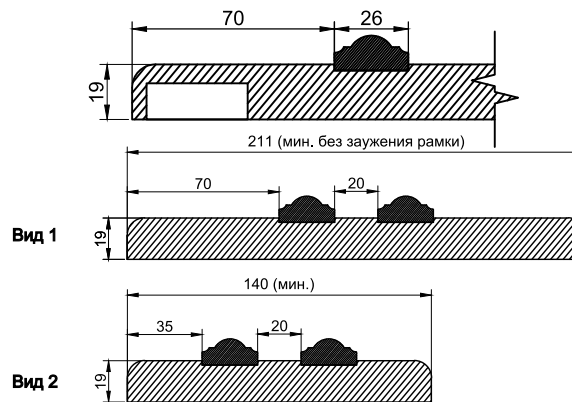 70 26
19
211 (мин. без заужения рамки)
70 20
Вид 1 19
140 (мин.)
35 20
Вид 2 19